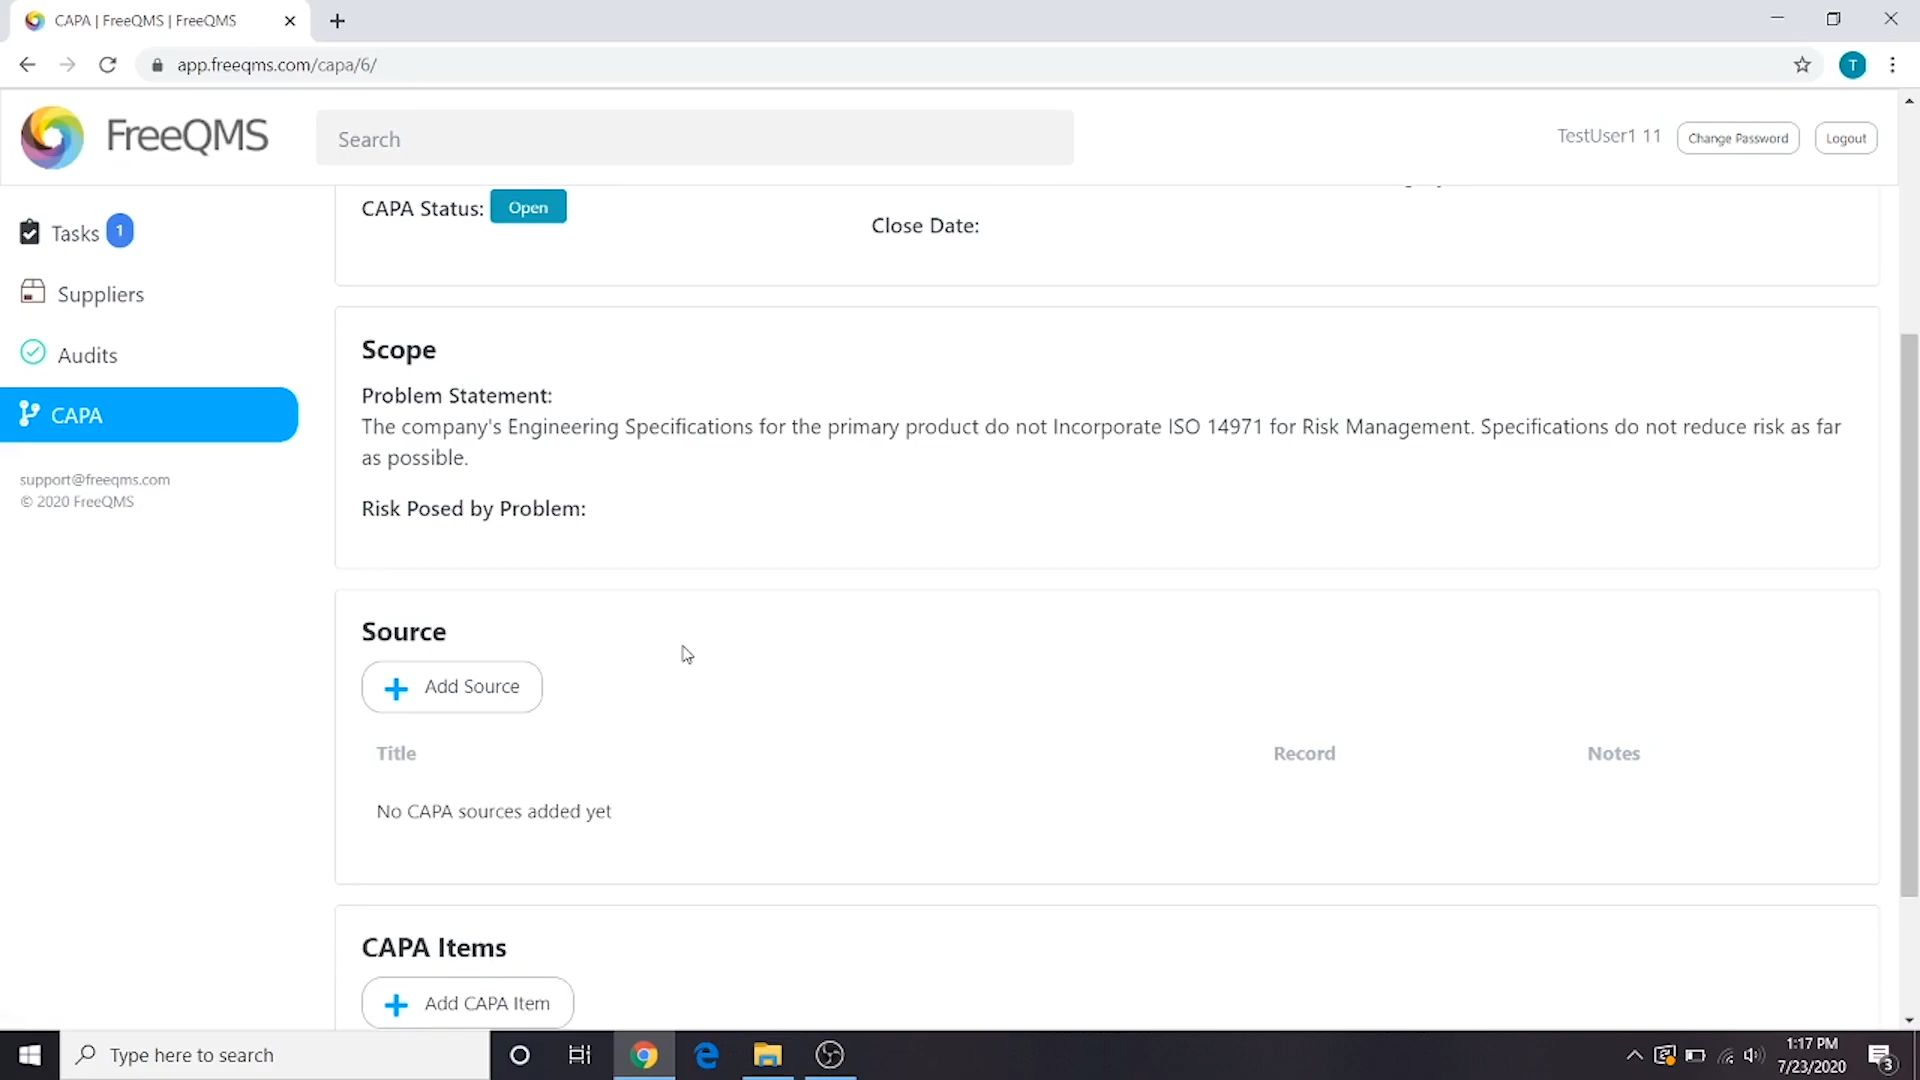 CAPA | FreeQMS | FreeQMS
app.freeqms.com/capa/6/
FreeQMS
Search
TestUser1 11
Change Password
Logout
Tasks 1
Suppliers
Audits
CAPA
support@freeqms.com
© 2020 FreeQMS
CAPA Status: Open
Close Date:
Scope
Problem Statement:
The company's Engineering Specifications for the primary product do not Incorporate ISO 14971 for Risk Management. Specifications do not reduce risk as far
as possible.
Risk Posed by Problem:
Source
Add Source
Title Record Notes
No CAPA sources added yet
CAPA Items
Add CAPA Item
Type here to search
1:17 PM
7/23/2020
3
T